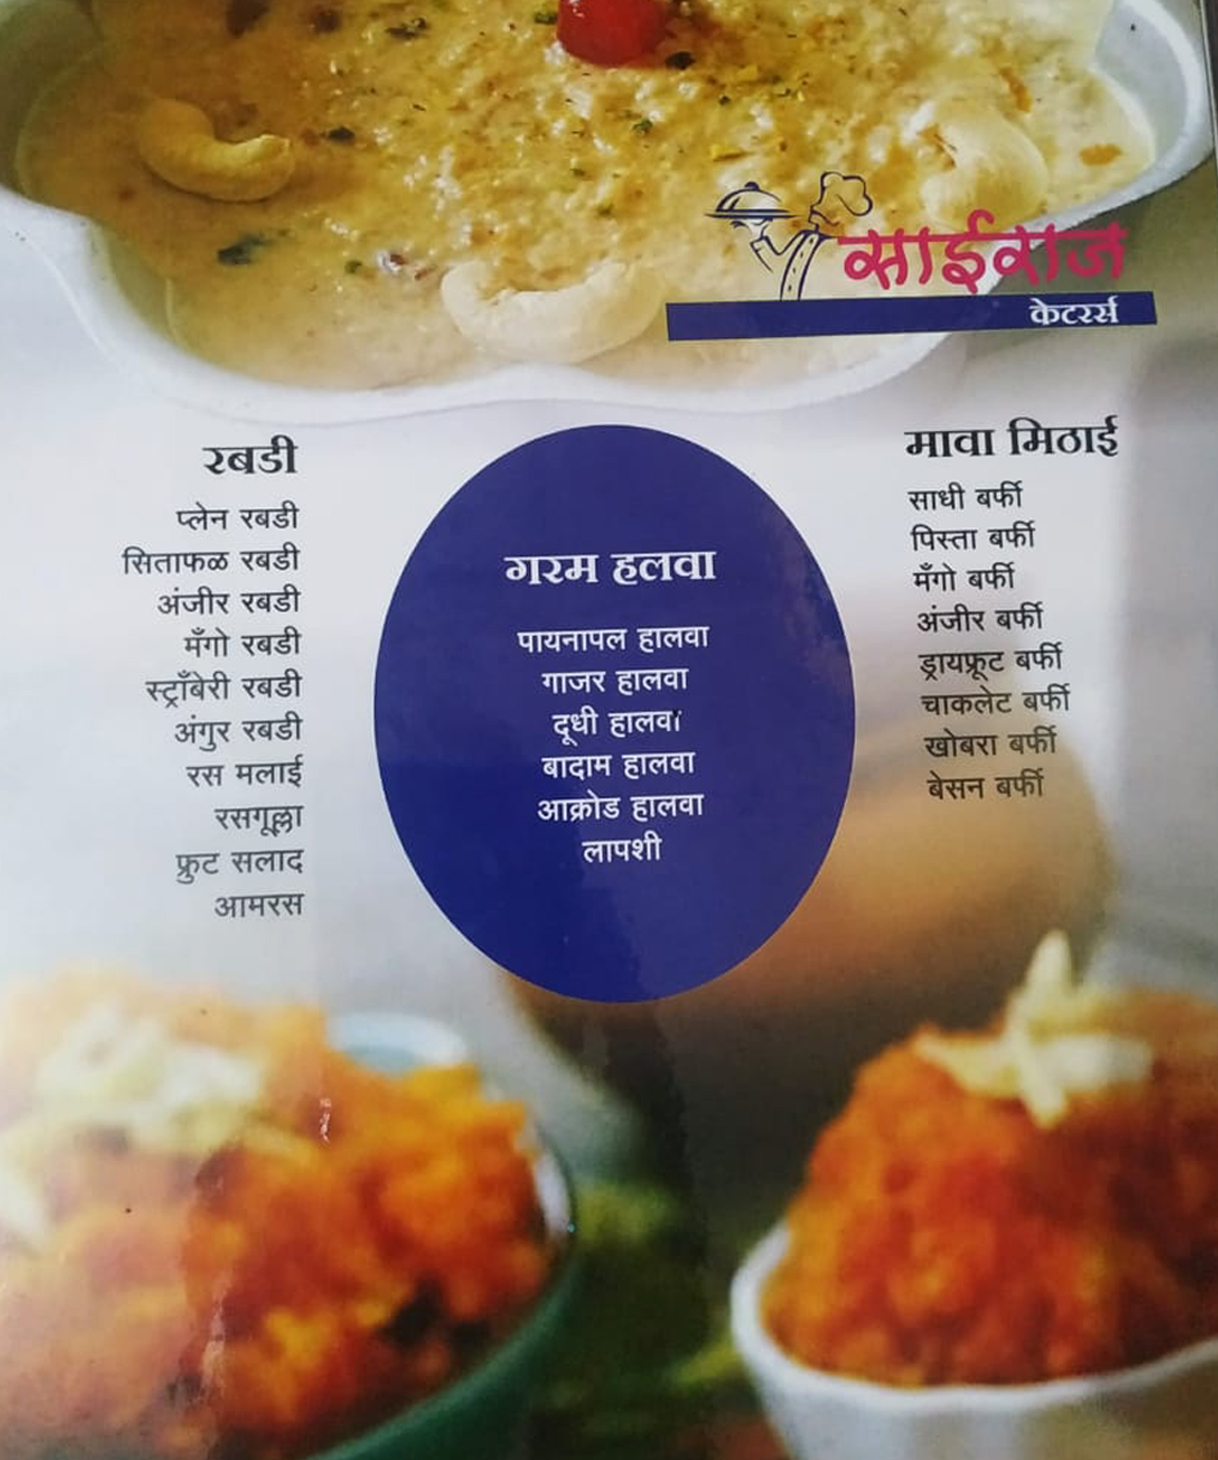 साईराज
केटरर्स
रबडी
प्लेन रबडी
सिताफळ रबडी
अंजीर रबडी
मँगो रबडी
स्ट्रॉंबेरी रबडी
अंगुर रबडी
रस मलाई
रसगूल्ला
फ्रुट सलाद
आमरस
गरम हलवा
पायनापल हालवा
गाजर हालवा
दूधी हालवा
बादाम हालवा
आक्रोड हालवा
लापशी
मावा मिठाई
साधी बर्फी
पिस्ता बर्फी
मँगो बर्फी
अंजीर बर्फी
ड्रायफ्रूट बर्फी
चाकलेट बर्फी
खोबरा बर्फी
बेसन बर्फी